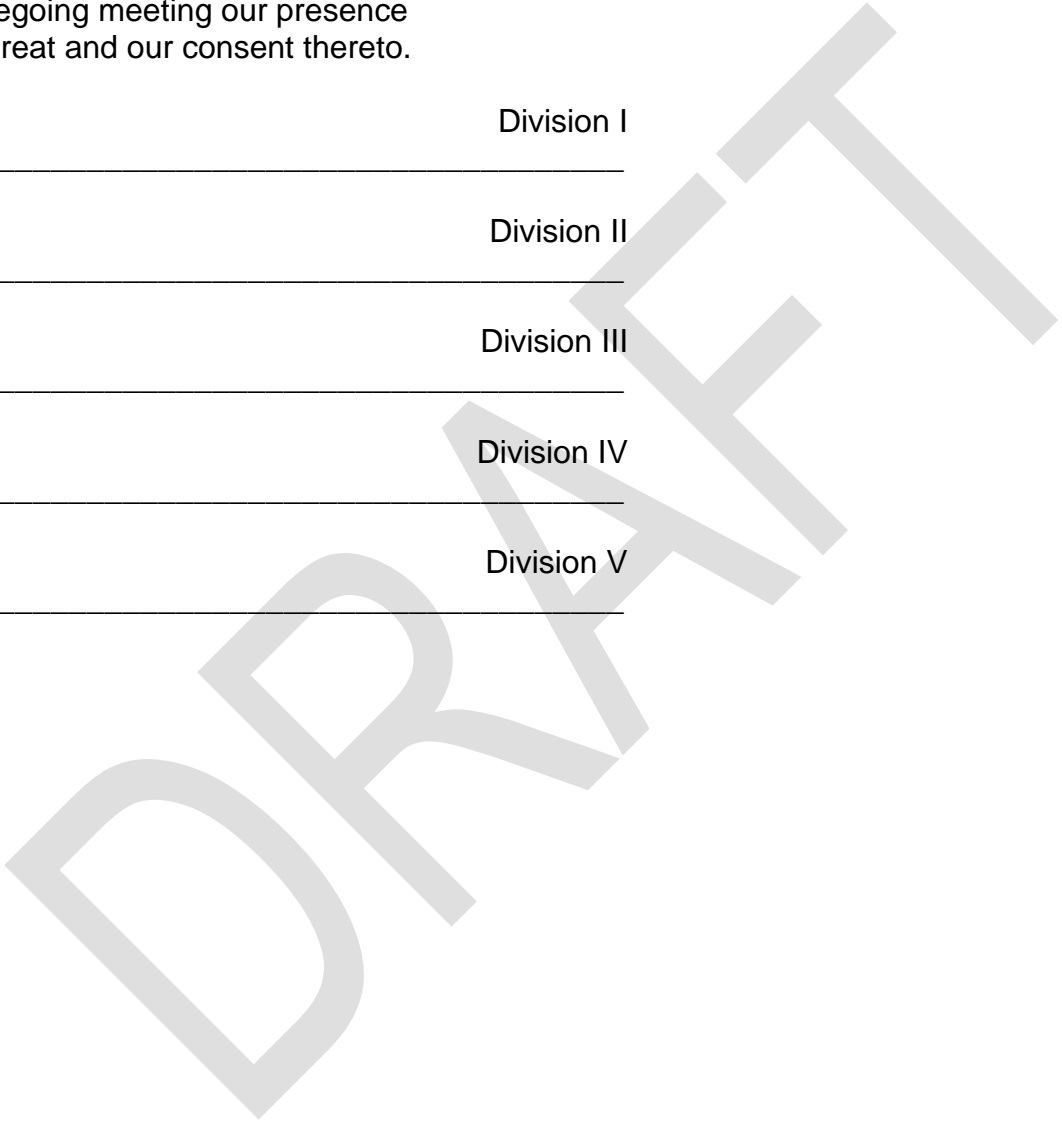 egoing meeting our presence
reat and our consent thereto.
Division I
Division II
Division III
Division IV
Division V
DRAFT